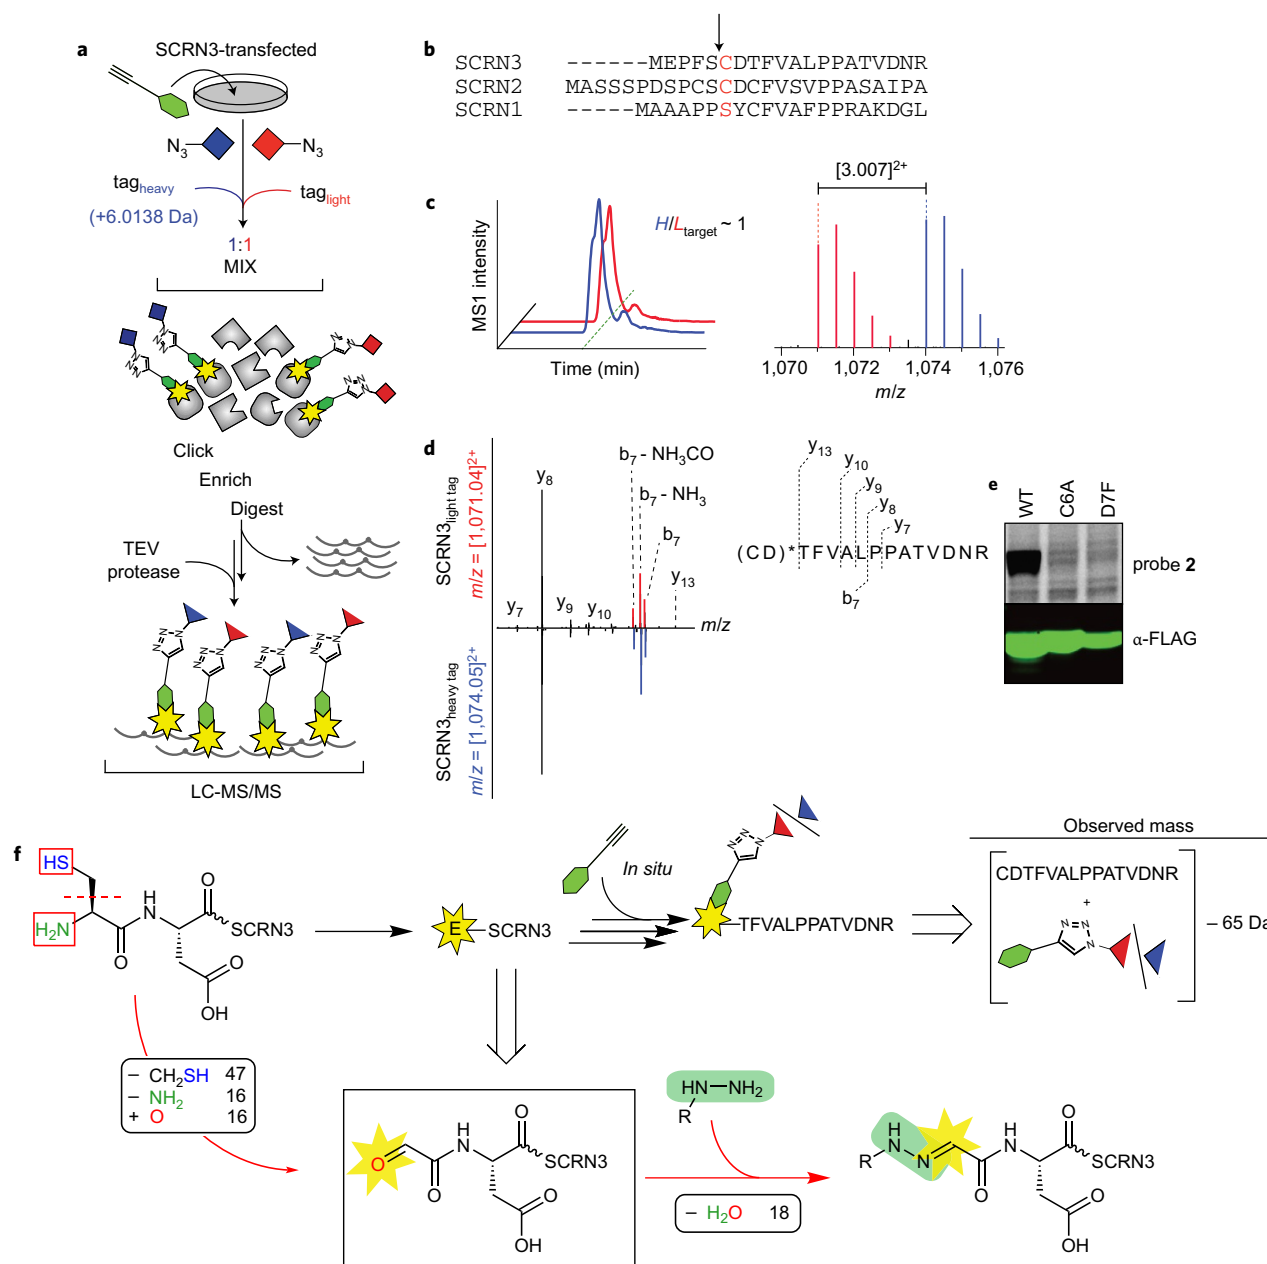 a
SCRN3-transfected
N3
N3
tagheavy
(+6.0138 Da)
taglight
1:1
MIX
N N N
N N N
N N N
N N N
Click
Enrich
Digest
TEV
protease
N N N
N N N
N N N
N N N
LC-MS/MS
b
SCRN3 ------MEPFSCDTFVALPPATVDNR
SCRN2 MASSSPDSPCSCDCFVSVPPASAIPA
SCRN1 -----MAAAPPSYCFVAFPPRAKDGL
c
MS1 intensity
Time (min)
H/Ltarget ~ 1
[3.007]2+
1,070 1,072 1,074 1,076
m/z
d
SCRN3light tag
m/z = [1,071.04]2+
SCRN3heavy tag
m/z = [1,074.05]2+
y7
y8
y9
y10
b7 - NH3CO
b7 - NH3
b7
y13
m/z
y13
y10
y9
y8
y7
(CD)*TFVALPPATVDNR
b7
e
WT C6A D7F
probe 2
α-FLAG
f
HS
H2N
O
H
N
O
SCRN3
O
OH
E SCRN3
In situ
N N N
TFVALPPATVDNR
Observed mass
CDTFVALPPATVDNR
+
N N N
– 65 Da
– CH2SH 47
– NH2 16
+ O 16
O
O
H
N
O
SCRN3
O
OH
HN NH2
R
– H2O 18
R
H
N
N
O
H
N
O
SCRN3
O
OH